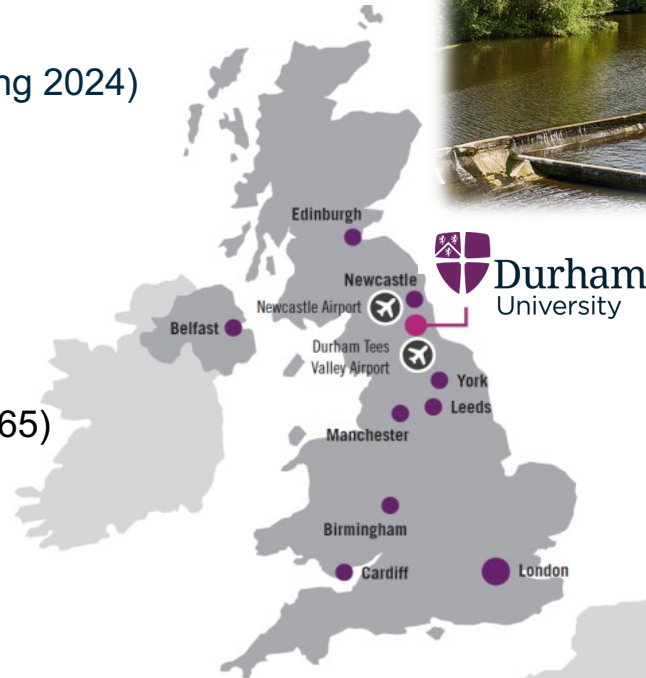 ng 2024)
Edinburgh
Durham
University
Newcastle
Newcastle Airport
Belfast
Durham Tees
Valley Airport
York
Leeds
65)
Manchester
Birmingham
Cardiff
London